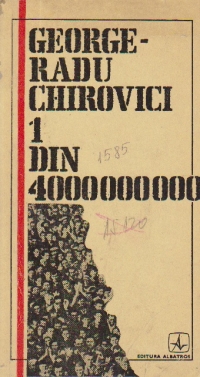 GEORGE-
RADU
CHIROVICI
1
DIN
4000000000
1585
EDITURA ALBATROS